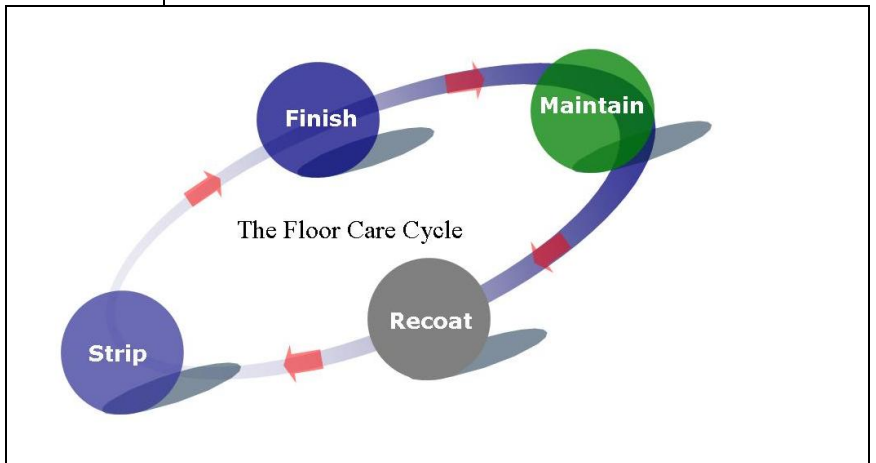 Finish
Maintain
The Floor Care Cycle
Recoat
Strip